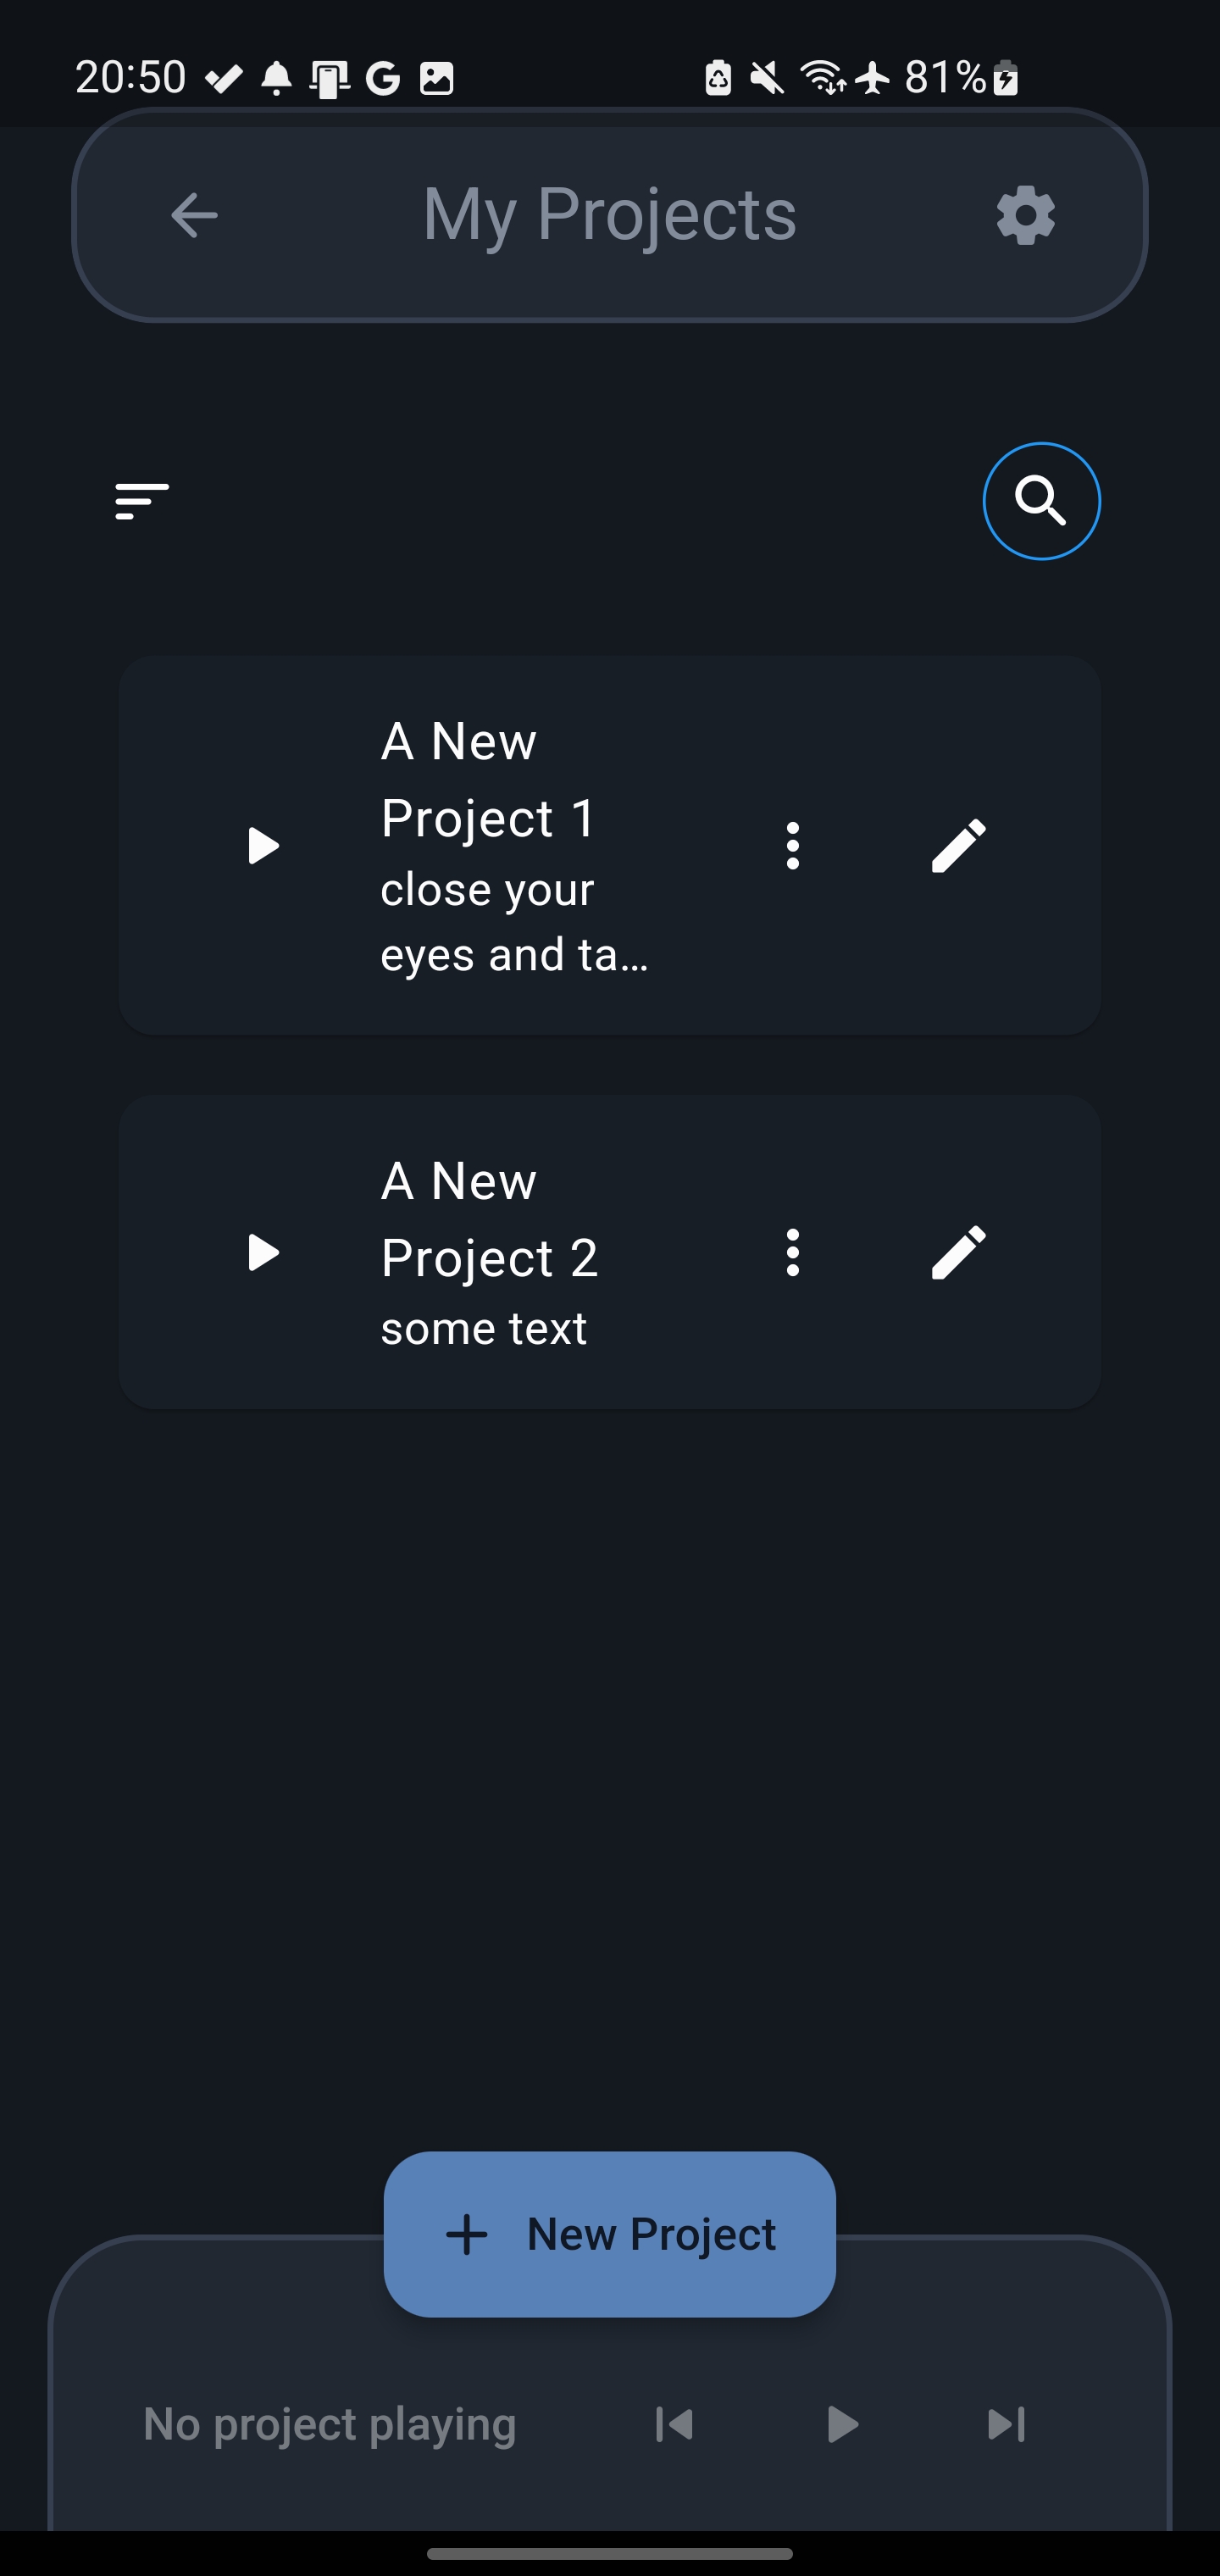 20:50
81%
My Projects
A New
Project 1
close your
eyes and ta...
A New
Project 2
some text
New Project
No project playing